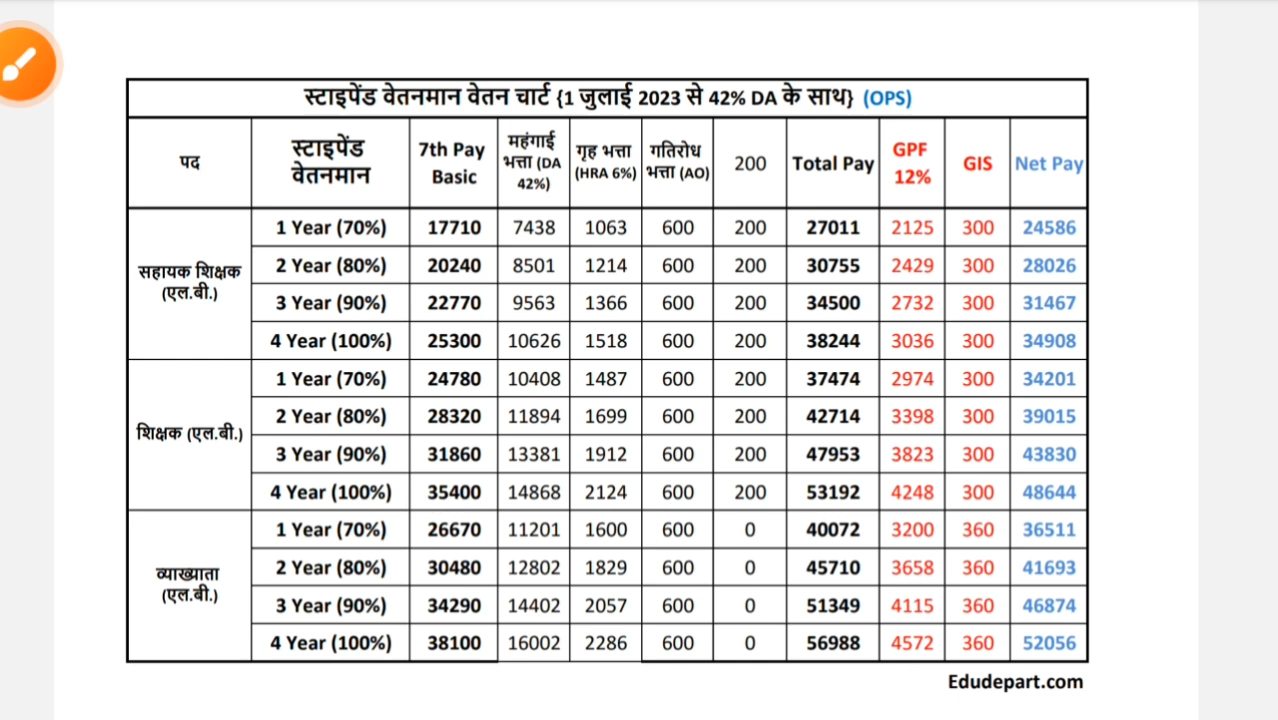 स्टाइपेंड वेतनमान वेतन चार्ट {1 जुलाई 2023 से 42% DA के साथ} (OPS)
पद स्टाइपेंड वेतनमान 7th Pay Basic महंगाई भत्ता (DA 42%) गृह भत्ता (HRA 6%) गतिरोध भत्ता (AO) 200 Total Pay GPF 12% GIS Net Pay
सहायक शिक्षक (एल.बी.)
1 Year (70%) 17710 7438 1063 600 200 27011 2125 300 24586
2 Year (80%) 20240 8501 1214 600 200 30755 2429 300 28026
3 Year (90%) 22770 9563 1366 600 200 34500 2732 300 31467
4 Year (100%) 25300 10626 1518 600 200 38244 3036 300 34908
शिक्षक (एल.बी.)
1 Year (70%) 24780 10408 1487 600 200 37474 2974 300 34201
2 Year (80%) 28320 11894 1699 600 200 42714 3398 300 39015
3 Year (90%) 31860 13381 1912 600 200 47953 3823 300 43830
4 Year (100%) 35400 14868 2124 600 200 53192 4248 300 48644
व्याख्याता (एल.बी.)
1 Year (70%) 26670 11201 1600 600 0 40072 3200 360 36511
2 Year (80%) 30480 12802 1829 600 0 45710 3658 360 41693
3 Year (90%) 34290 14402 2057 600 0 51349 4115 360 46874
4 Year (100%) 38100 16002 2286 600 0 56988 4572 360 52056
Edudepart.com